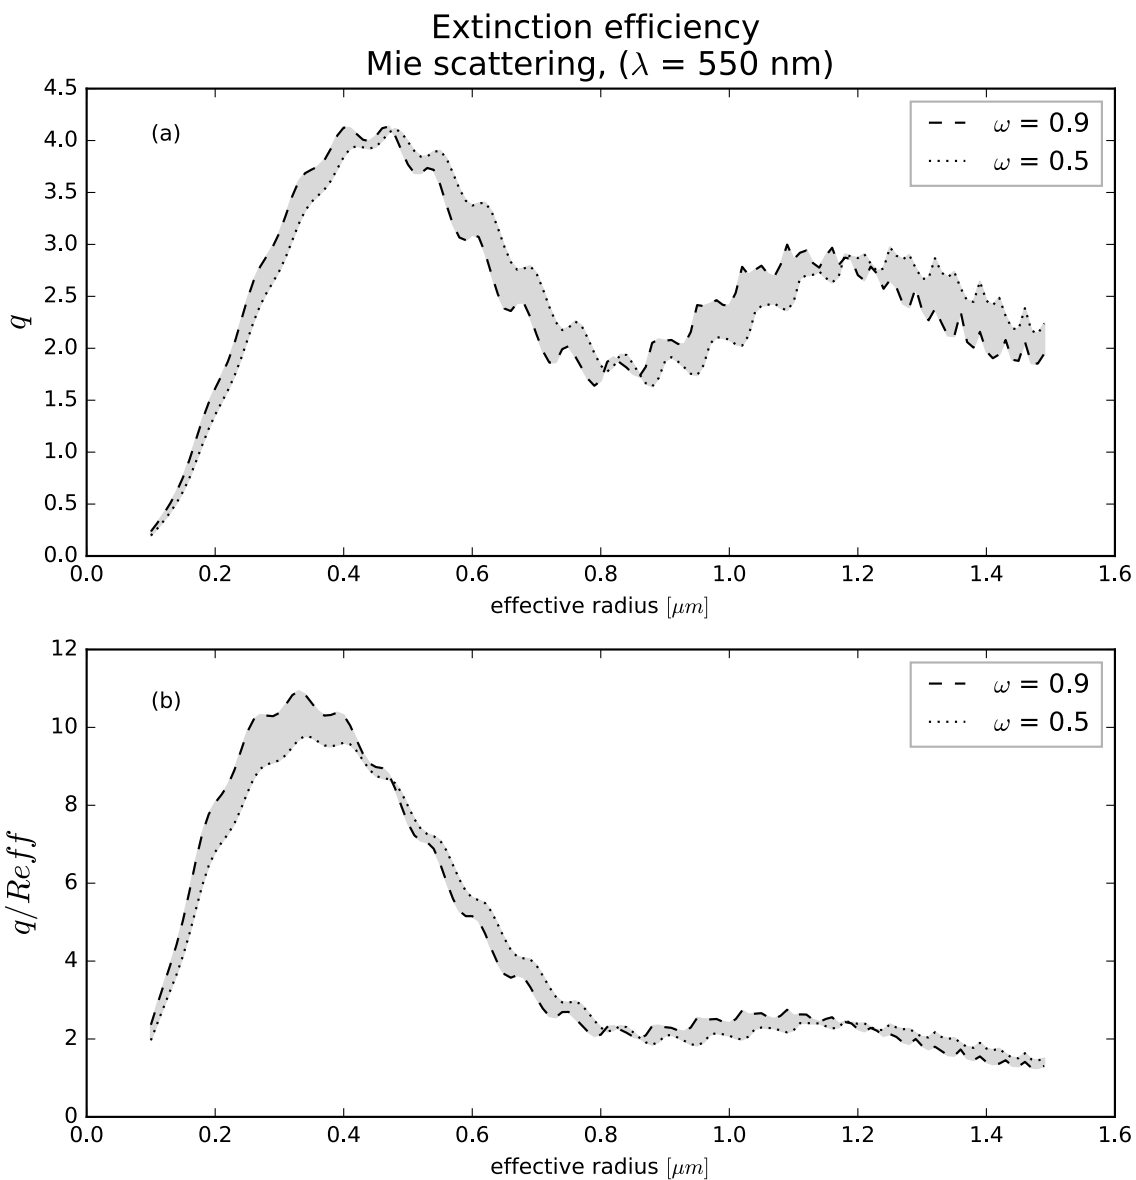 Extinction efficiency
Mie scattering, (λ = 550 nm)
(a)
ω = 0.9
ω = 0.5
q
4.5
4.0
3.5
3.0
2.5
2.0
1.5
1.0
0.5
0.0
0.0 0.2 0.4 0.6 0.8 1.0 1.2 1.4 1.6
effective radius [μm]
(b)
ω = 0.9
ω = 0.5
q/Reff
12
10
8
6
4
2
0
0.0 0.2 0.4 0.6 0.8 1.0 1.2 1.4 1.6
effective radius [μm]